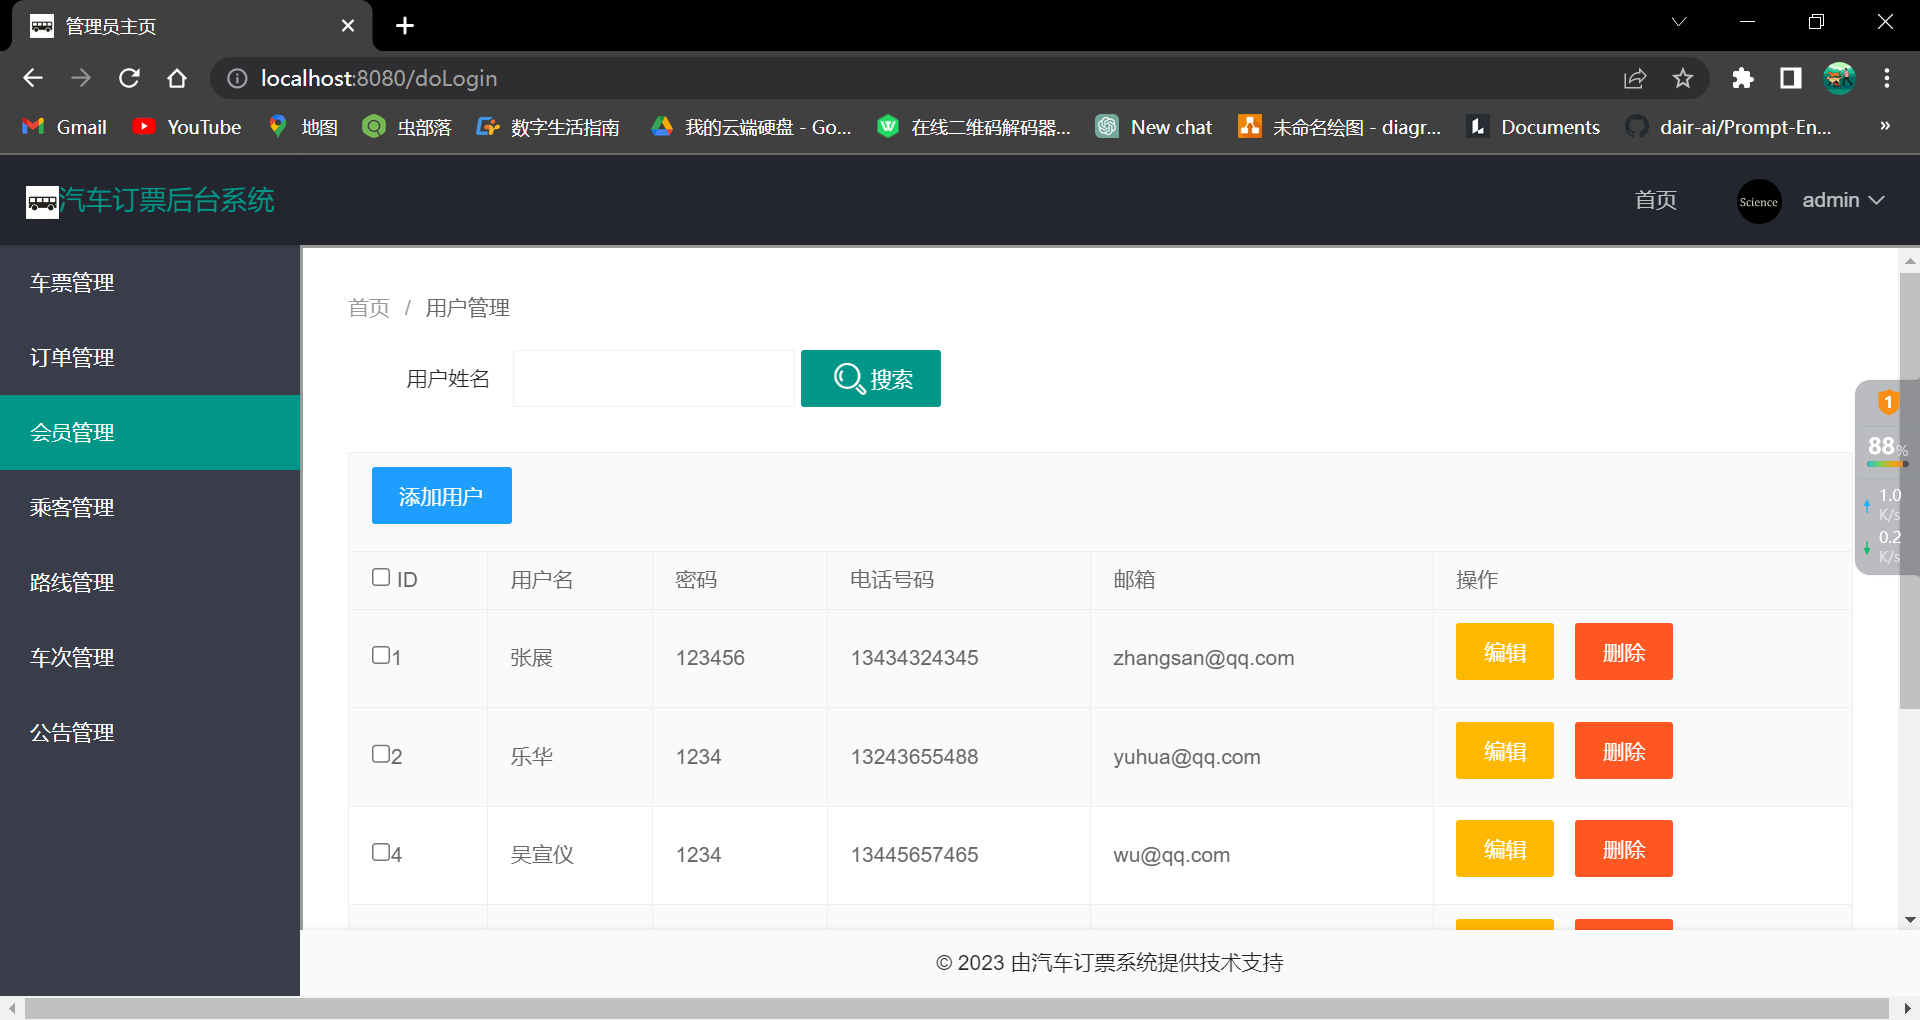 管理员主页
localhost:8080/doLogin
Gmail YouTube 地图 虫部落 数字生活指南 我的云端硬盘 - Go... 在线二维码解码器... New chat 未命名绘图 - diagr... Documents dair-ai/Prompt-En... »
汽车订票后台系统 首页 Science admin
车票管理
订单管理
会员管理
乘客管理
路线管理
车次管理
公告管理
首页 / 用户管理
用户姓名 搜索
添加用户
ID 用户名 密码 电话号码 邮箱 操作
1 张展 123456 13434324345 zhangsan@qq.com 编辑 删除
2 乐华 1234 13243655488 yuhua@qq.com 编辑 删除
4 吴宣仪 1234 13445657465 wu@qq.com 编辑 删除
1
88%
1.0
K/s
0.2
K/s
© 2023 由汽车订票系统提供技术支持